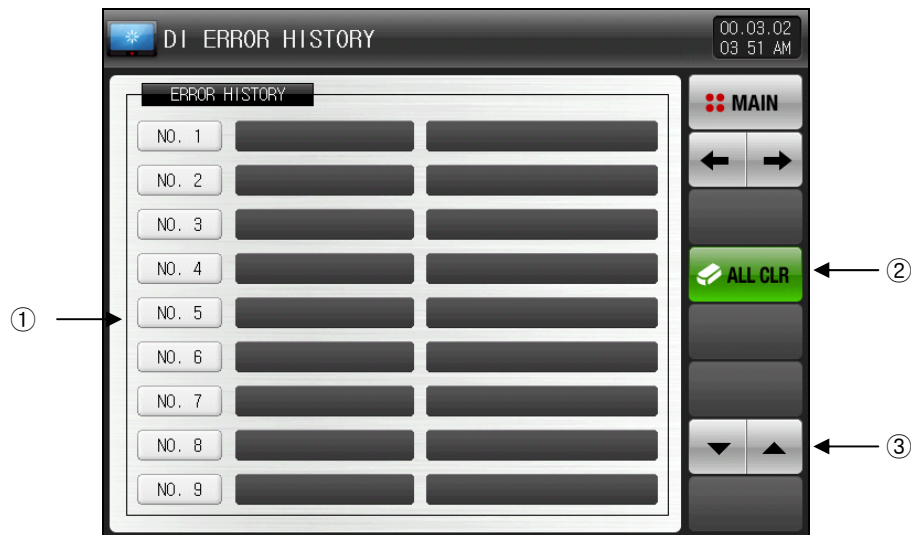 DI ERROR HISTORY
00.03.02
03 51 AM
ERROR HISTORY
MAIN
NO. 1
NO. 2
NO. 3
NO. 4
ALL CLR
②
①
NO. 5
NO. 6
NO. 7
NO. 8
③
NO. 9